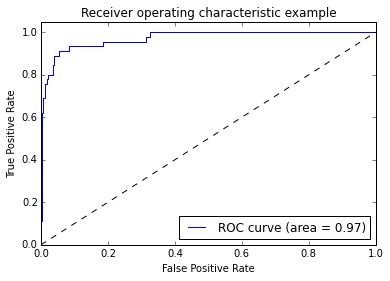 Receiver operating characteristic example
True Positive Rate
1.0
0.8
0.6
0.4
0.2
0.0
ROC curve (area = 0.97)
0.0 0.2 0.4 0.6 0.8 1.0
False Positive Rate